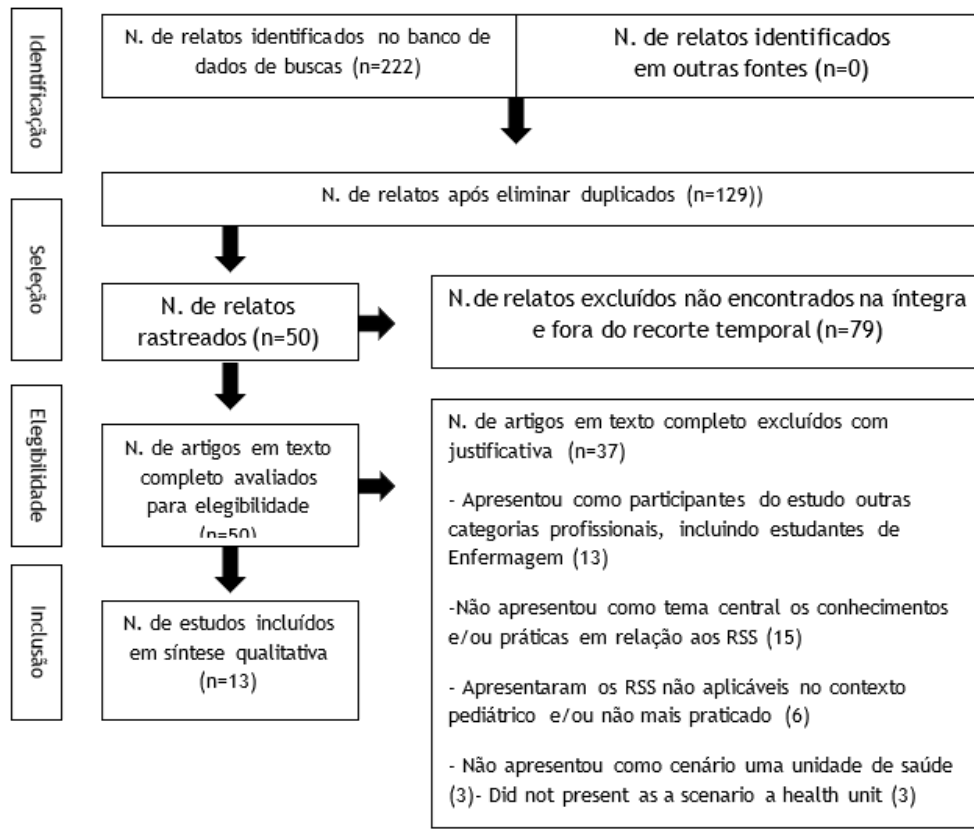 Identificação
N. de relatos identificados no banco de
dados de buscas (n=222)
N. de relatos identificados
em outras fontes (n=0)
N. de relatos após eliminar duplicados (n=129))
Seleção
N. de relatos
rastreados (n=50)
N.de relatos excluídos não encontrados na íntegra
e fora do recorte temporal (n=79)
Elegibilidade
N. de artigos em texto
completo avaliados
para elegibilidade
(n=50)
N. de artigos em texto completo excluídos com
justificativa (n=37)
- Apresentou como participantes do estudo outras
categorias profissionais, incluindo estudantes de
Enfermagem (13)
-Não apresentou como tema central os conhecimentos
e/ou práticas em relação aos RSS (15)
- Apresentaram os RSS não aplicáveis no contexto
pediátrico e/ou não mais praticado (6)
- Não apresentou como cenário uma unidade de saúde
(3)- Did not present as a scenario a health unit (3)
Inclusão
N. de estudos incluídos
em síntese qualitativa
(n=13)